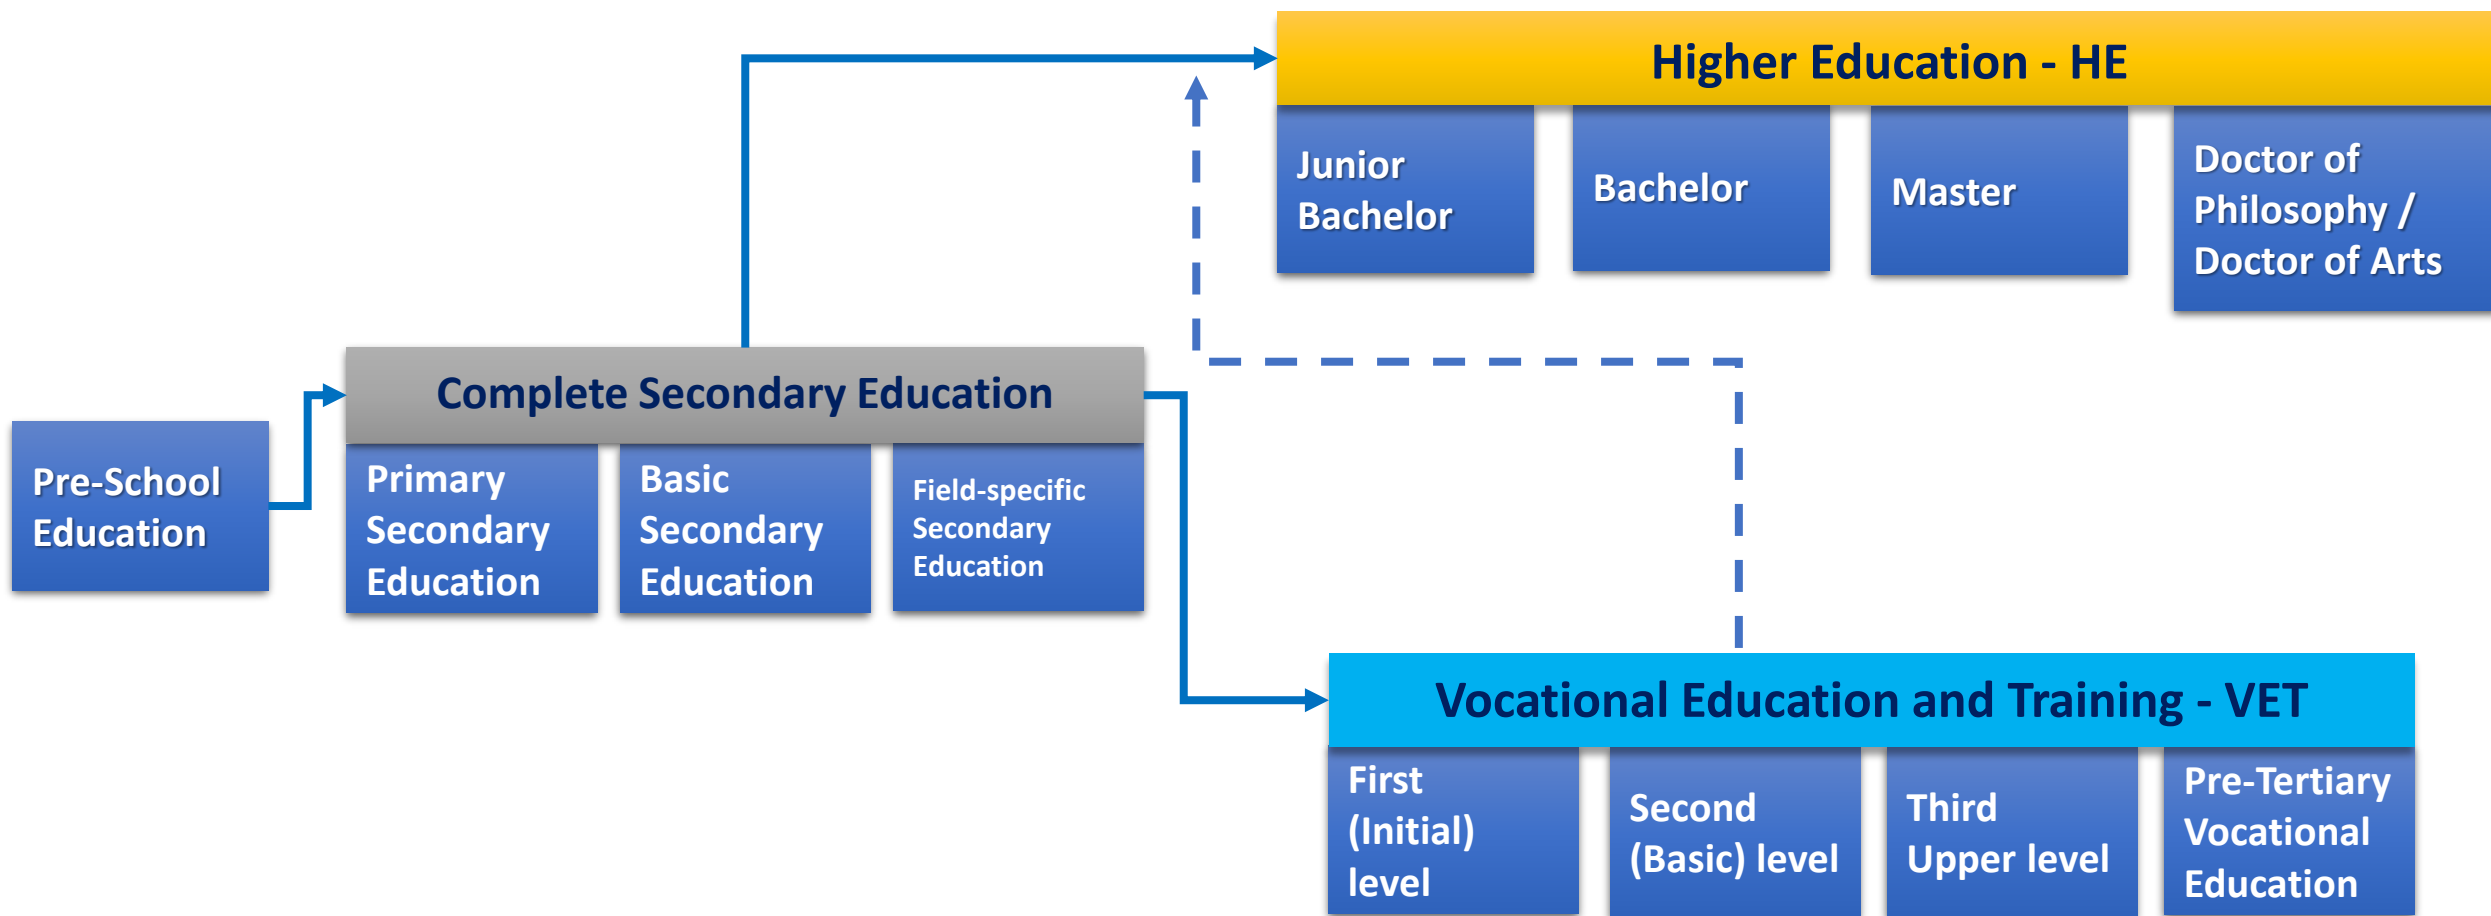 Higher Education - HE
Junior
Bachelor
Bachelor
Master
Doctor of
Philosophy /
Doctor of Arts
Complete Secondary Education
Pre-School
Education
Primary
Secondary
Education
Basic
Secondary
Education
Field-specific
Secondary
Education
Vocational Education and Training - VET
First
(Initial)
level
Second
(Basic) level
Third
Upper level
Pre-Tertiary
Vocational
Education